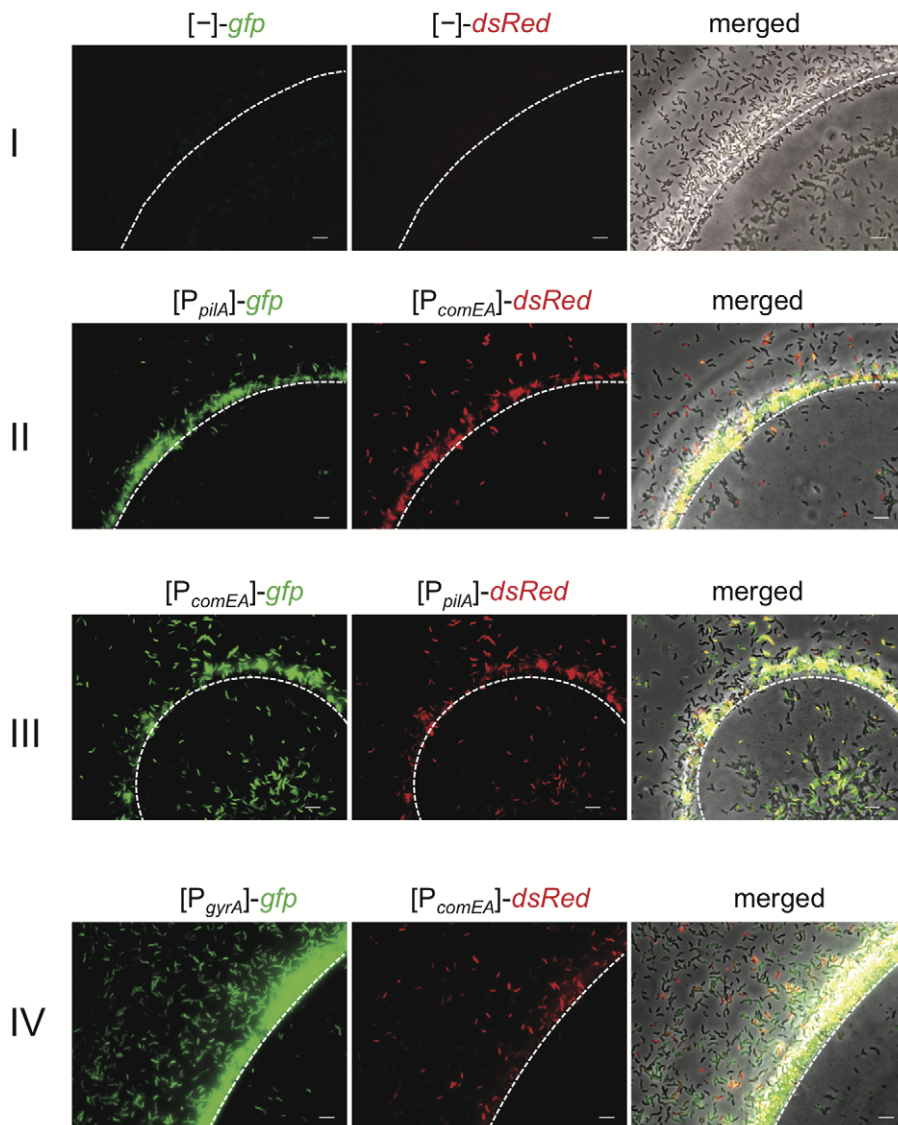 [−]-gfp [−]-dsRed merged
I
[PpilA]-gfp [PcomEA]-dsRed merged
II
[PcomEA]-gfp [PpilA]-dsRed merged
III
[PgyrA]-gfp [PcomEA]-dsRed merged
IV